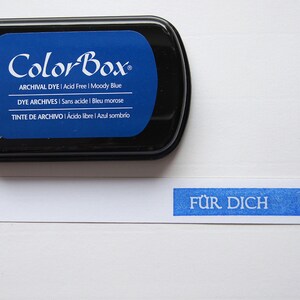 ColorBox®
ARCHIVAL DYE | Acid Free | Moody Blue
DYE ARCHIVES | Sans acide | Bleu morose
TINTE DE ARCHIVO | Ácido libre | Azul sombrío
FÜR DICH